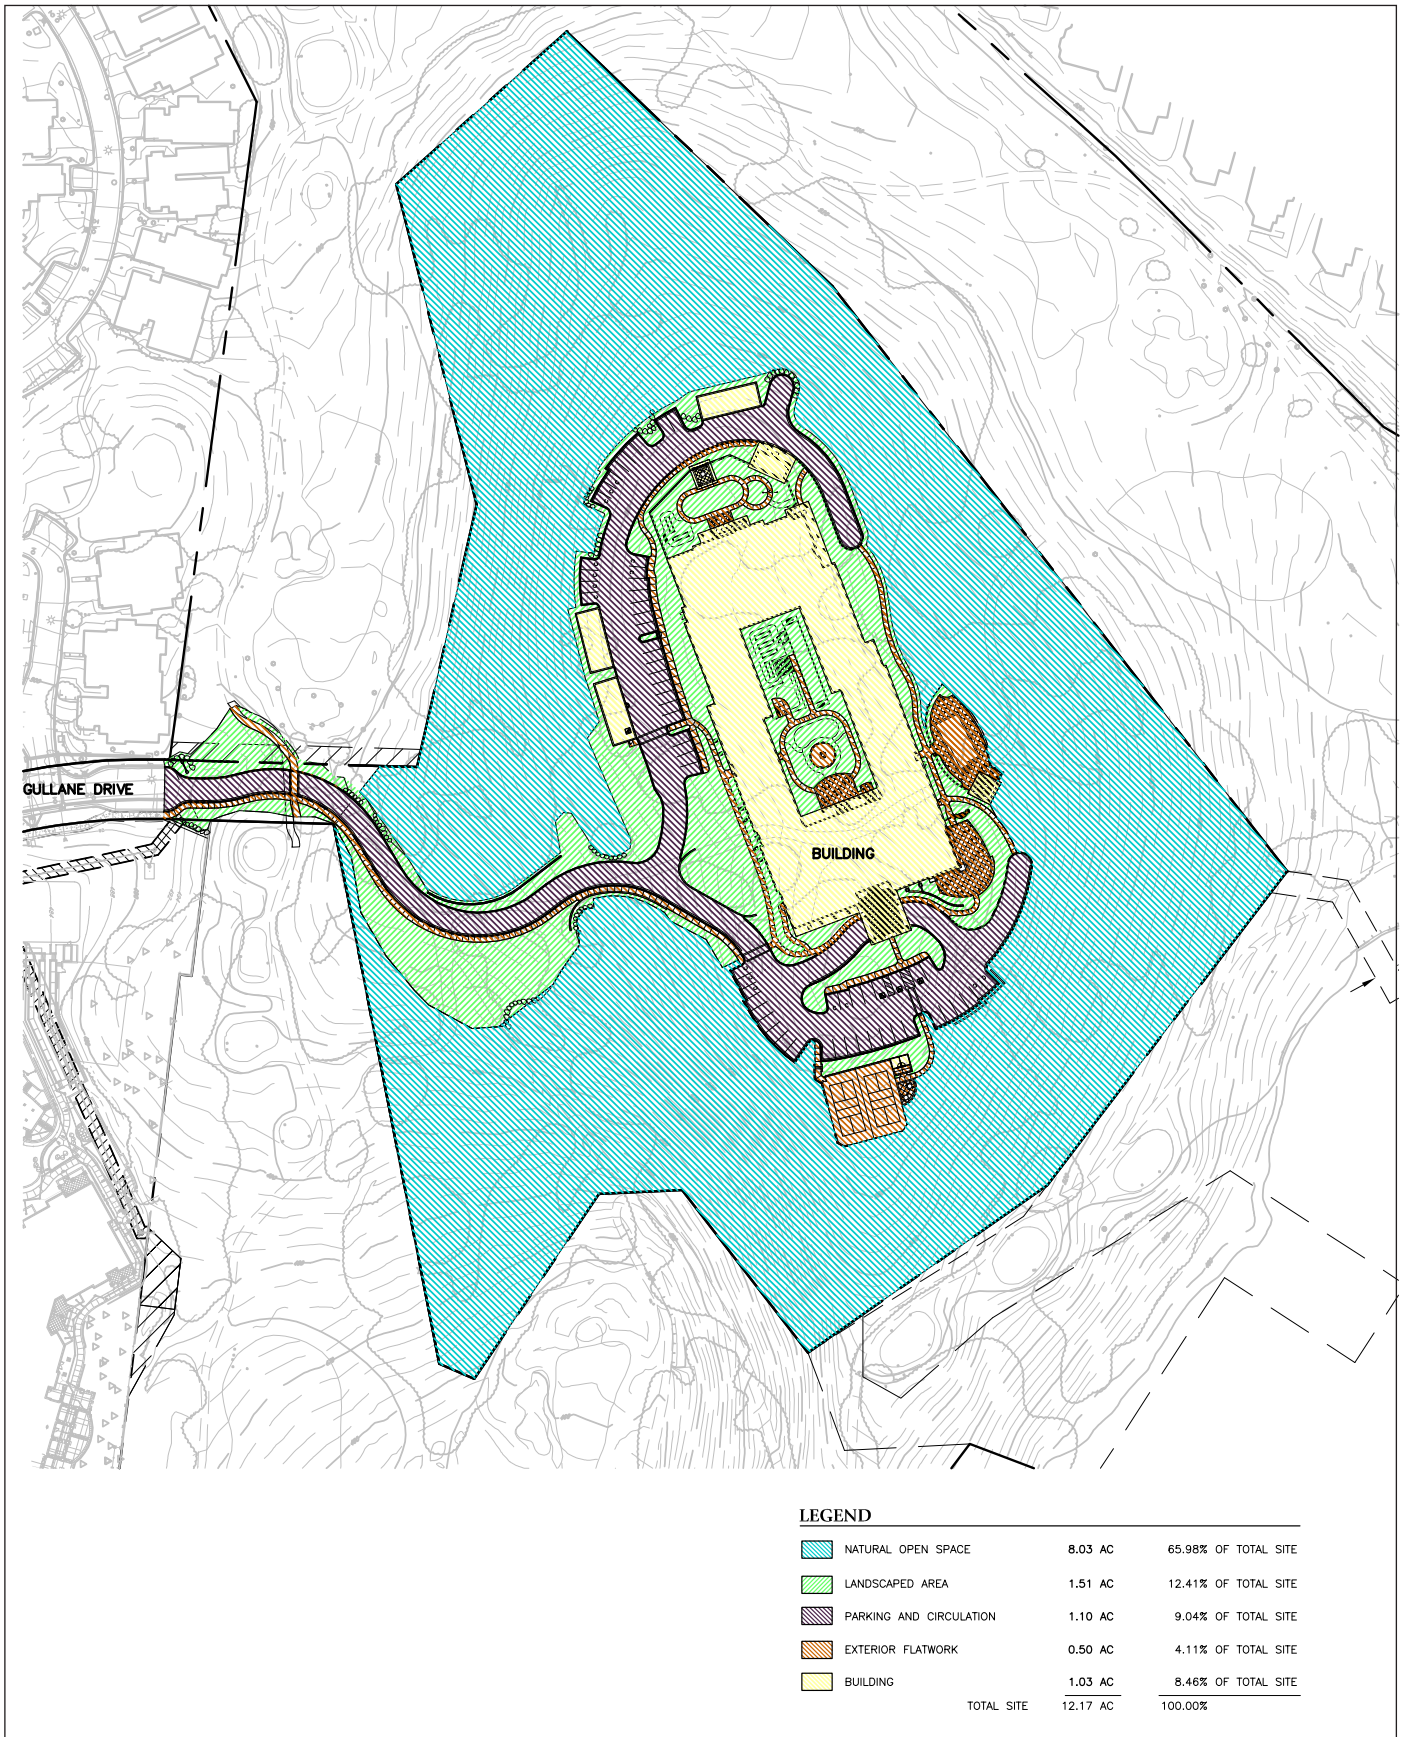 GULLANE DRIVE
BUILDING
LEGEND
NATURAL OPEN SPACE 8.03 AC 65.98% OF TOTAL SITE
LANDSCAPED AREA 1.51 AC 12.41% OF TOTAL SITE
PARKING AND CIRCULATION 1.10 AC 9.04% OF TOTAL SITE
EXTERIOR FLATWORK 0.50 AC 4.11% OF TOTAL SITE
BUILDING 1.03 AC 8.46% OF TOTAL SITE
TOTAL SITE 12.17 AC 100.00%